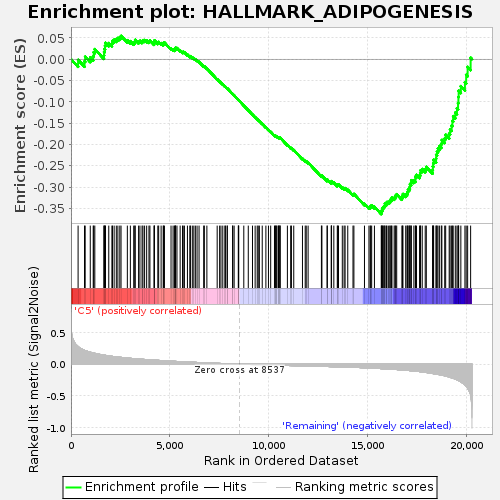 Enrichment plot: HALLMARK_ADIPOGENESIS
Enrichment score (ES)
0.05
0.00
-0.05
-0.10
-0.15
-0.20
-0.25
-0.30
-0.35
'C5' (positively correlated)
Ranked list metric (Signal2Noise)
0.5
0.0
-0.5
-1.0
Zero cross at 8537
'Remaining' (negatively correlated)
0
5,000
10,000
15,000
20,000
Rank in Ordered Dataset
Enrichment profile
Hits
Ranking metric scores